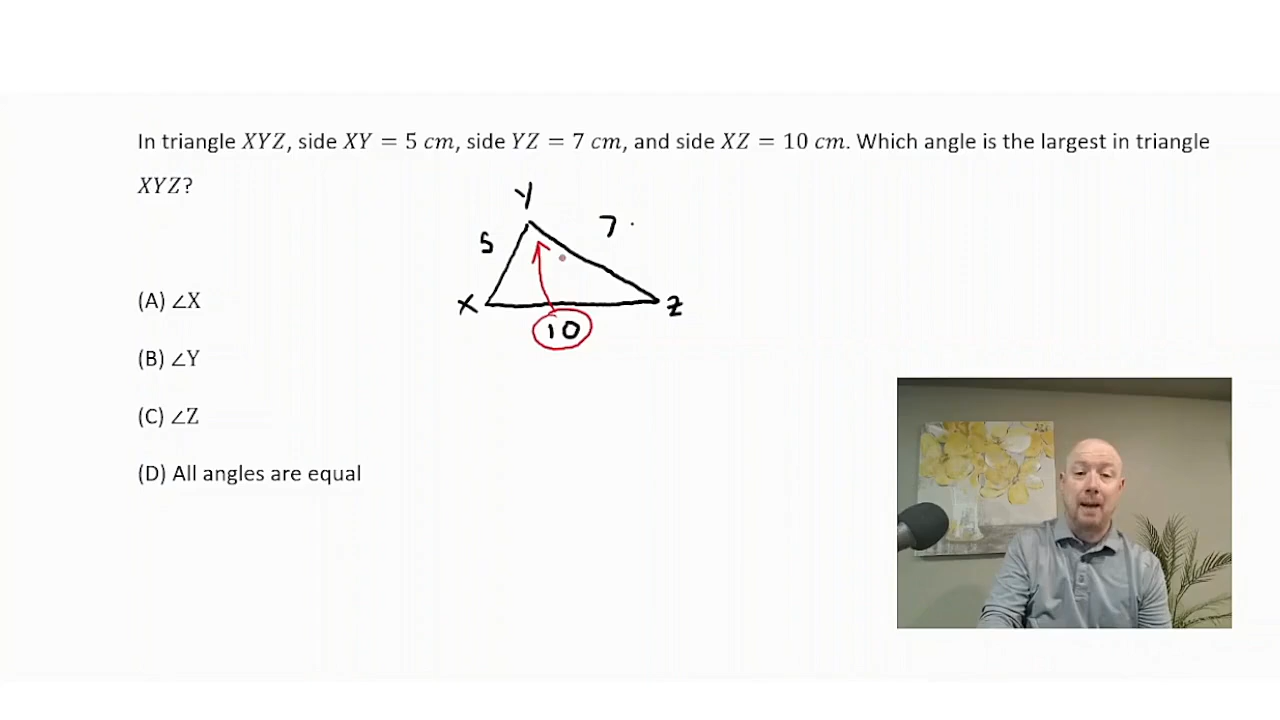 In triangle XYZ, side XY = 5 cm, side YZ = 7 cm, and side XZ = 10 cm. Which angle is the largest in triangle
XYZ?
Y
7
5
X
Z
10
(A) ∠X
(B) ∠Y
(C) ∠Z
(D) All angles are equal